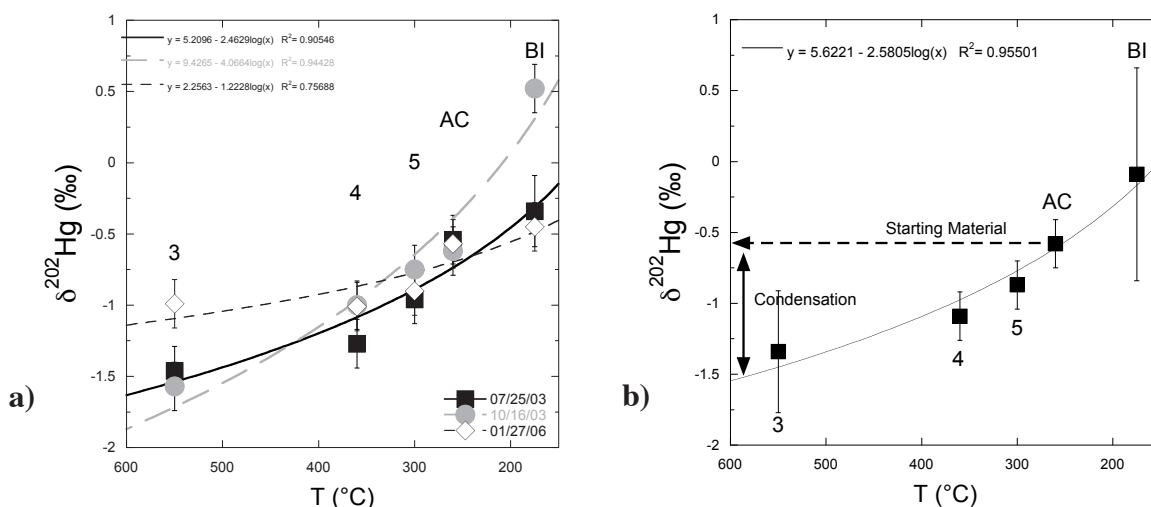 y = 5.2096 - 2.4629log(x) R²= 0.90546
y = 9.4265 - 4.0664log(x) R²= 0.94428
y = 2.2563 - 1.2228log(x) R²= 0.75688
BI
AC
5
4
3
1
0.5
0
-0.5
-1
-1.5
-2
δ²⁰²Hg (‰)
07/25/03
10/16/03
01/27/06
a)
600
400
300
200
T (°C)
y = 5.6221 - 2.5805log(x) R²= 0.95501
BI
AC
Starting Material
Condensation
5
4
3
1
0.5
0
-0.5
-1
-1.5
-2
δ²⁰²Hg (‰)
b)
600
500
400
300
200
T (°C)